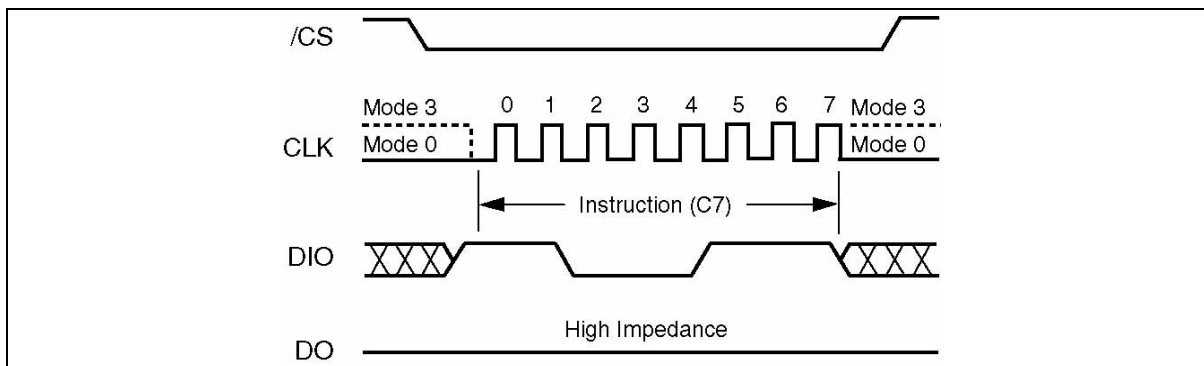 /CS
Mode 3 0 1 2 3 4 5 6 7 Mode 3
CLK Mode 0 Mode 0
Instruction (C7)
DIO
High Impedance
DO